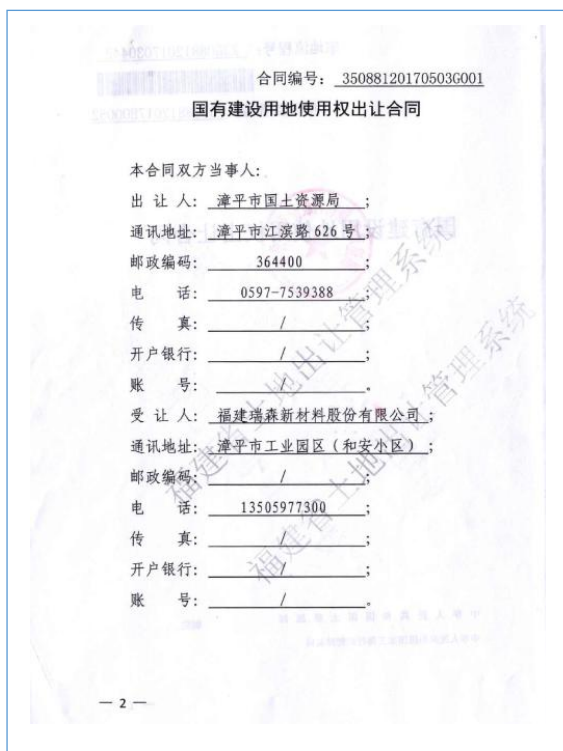 合同编号: 35088120170503G001
国有建设用地使用权出让合同
本合同双方当事人:
出 让 人: 漳平市国土资源局 ;
通讯地址: 漳平市江滨路 626 号 ;
邮政编码: 364400 ;
电 话: 0597-7539388 ;
传 真: / ;
开户银行: / ;
账 号: / 。
受 让 人: 福建瑞森新材料股份有限公司 ;
通讯地址: 漳平市工业园区（和安小区） ;
邮政编码: / ;
电 话: 13505977300 ;
传 真: / ;
开户银行: / ;
账 号: / 。
福建省土地出让管理系统
福建省土地出让管理系统
— 2 —